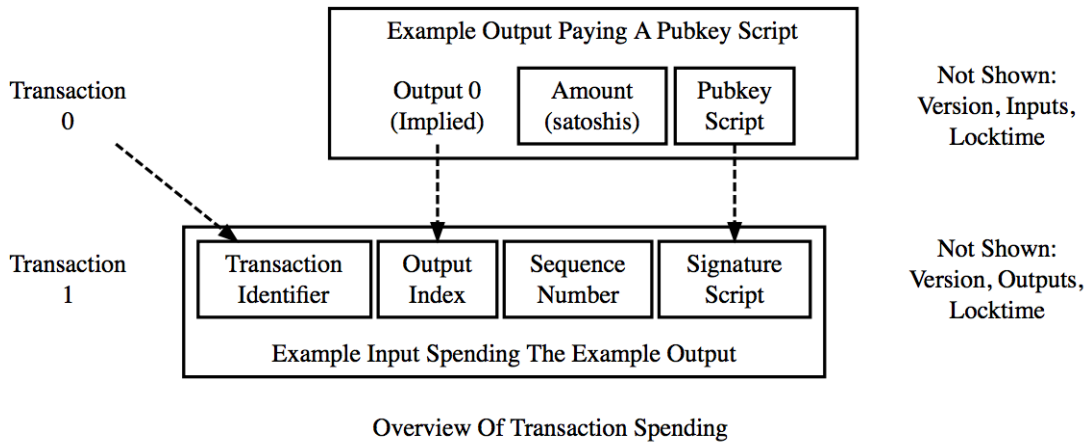 Example Output Paying A Pubkey Script
Transaction
0
Output 0
(Implied)
Amount
(satoshis)
Pubkey
Script
Not Shown:
Version, Inputs,
Locktime
Transaction
1
Transaction
Identifier
Output
Index
Sequence
Number
Signature
Script
Not Shown:
Version, Outputs,
Locktime
Example Input Spending The Example Output
Overview Of Transaction Spending